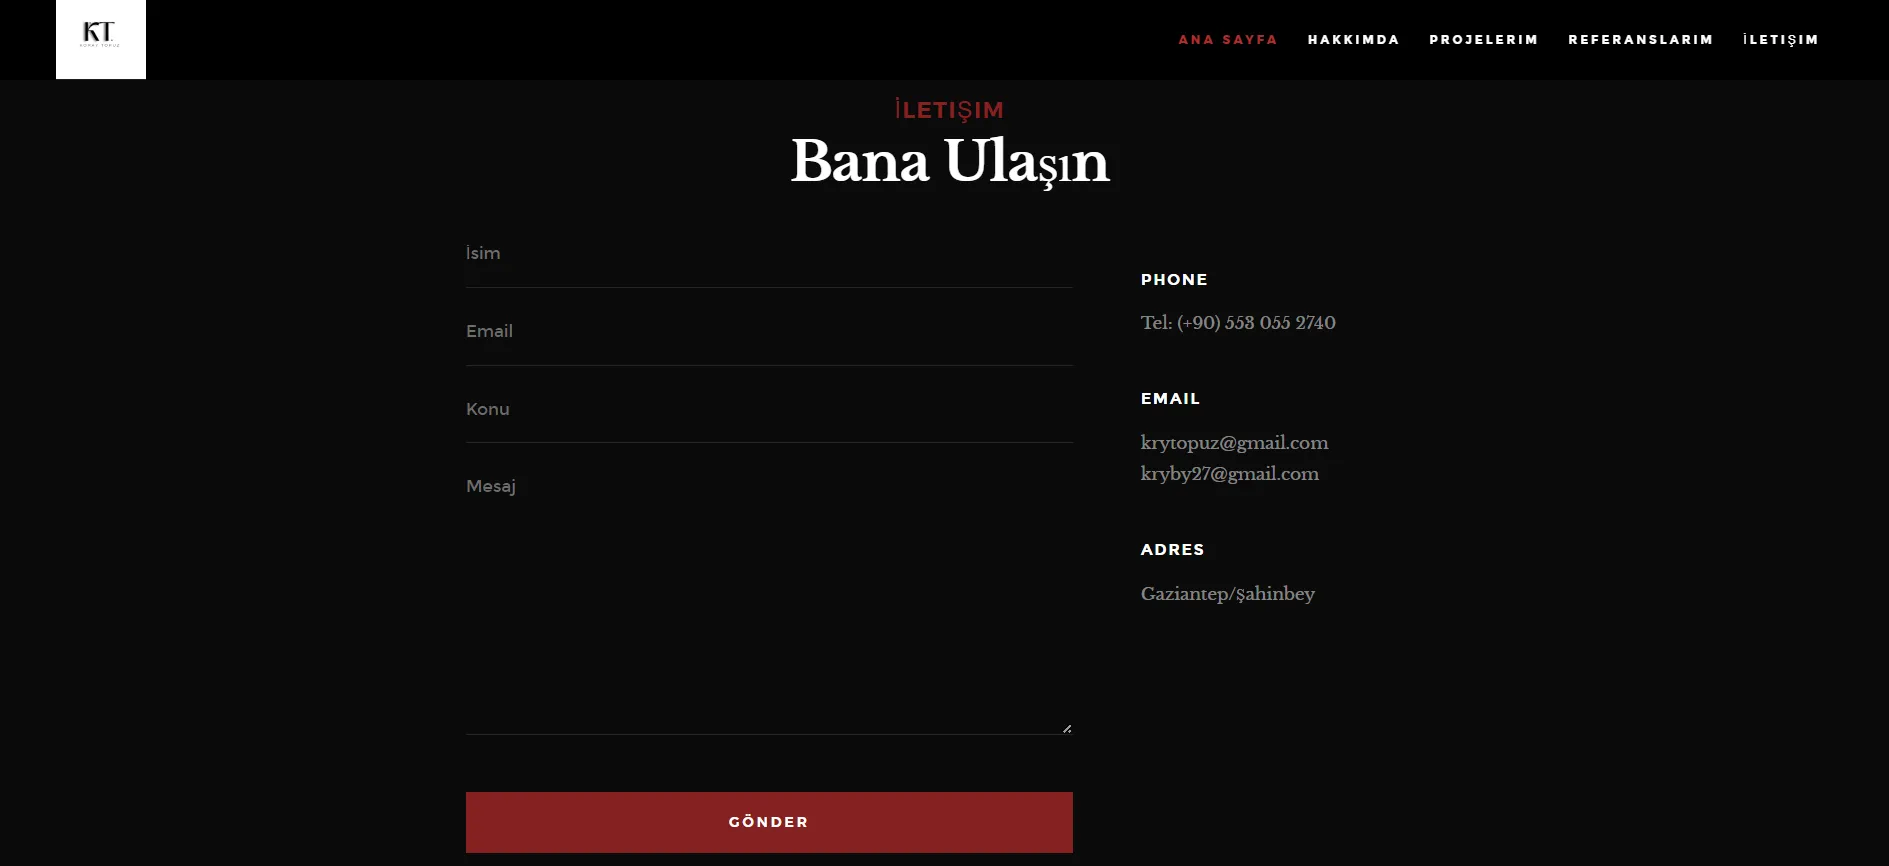 KT.
KORAY TOPUZ
ANA SAYFA HAKKIMDA PROJELERIM REFERANSLARIM İLETIŞIM
İLETIŞIM
Bana Ulaşın
İsim
Email
Konu
Mesaj
GÖNDER
PHONE
Tel: (+90) 553 055 2740
EMAIL
krytopuz@gmail.com
kryby27@gmail.com
ADRES
Gaziantep/Şahinbey